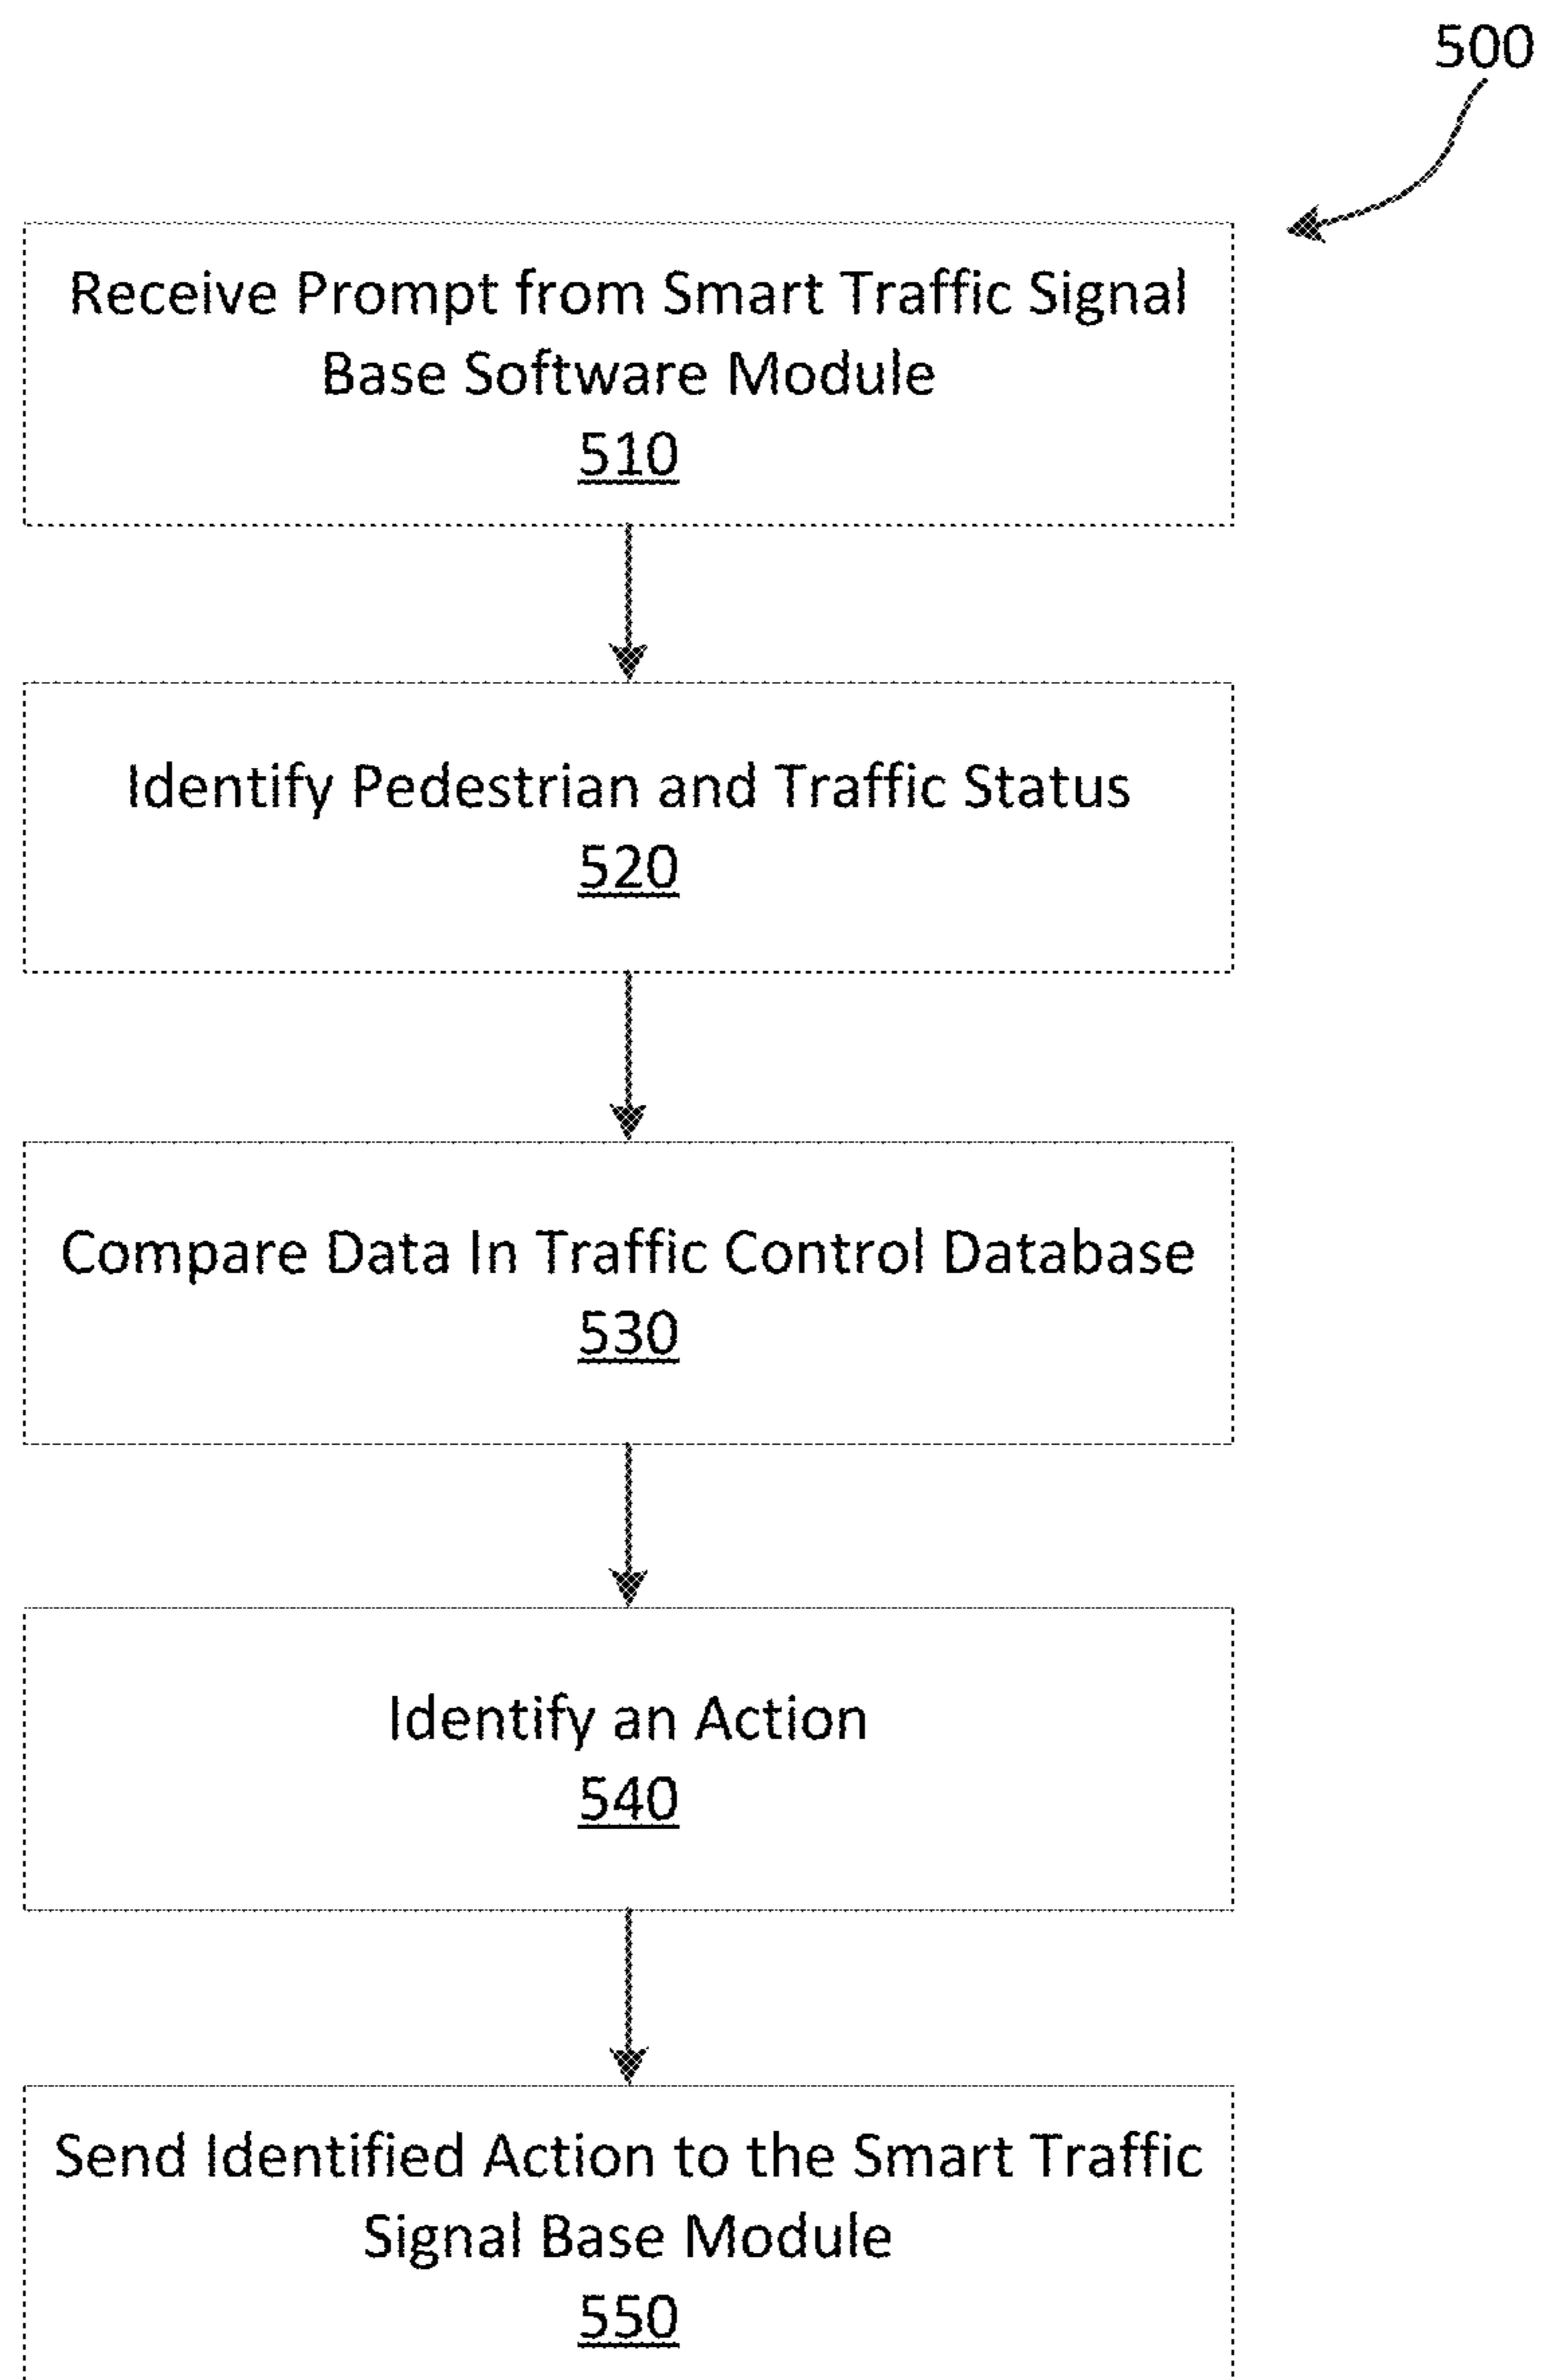 500
Receive Prompt from Smart Traffic Signal
Base Software Module
510
Identify Pedestrian and Traffic Status
520
Compare Data In Traffic Control Database
530
Identify an Action
540
Send Identified Action to the Smart Traffic
Signal Base Module
550